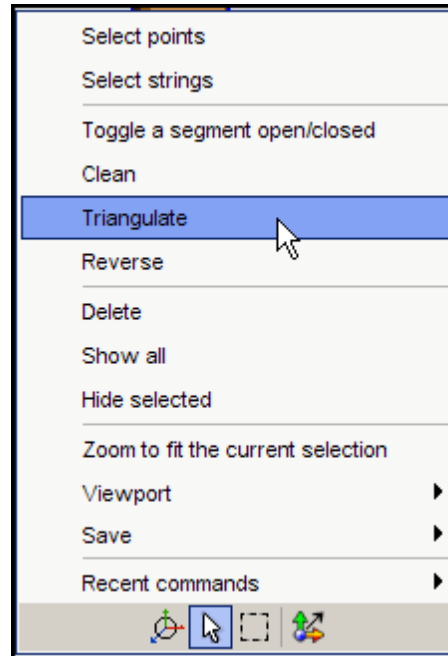 Select points
Select strings
Toggle a segment open/closed
Clean
Triangulate
Reverse
Delete
Show all
Hide selected
Zoom to fit the current selection
Viewport
Save
Recent commands